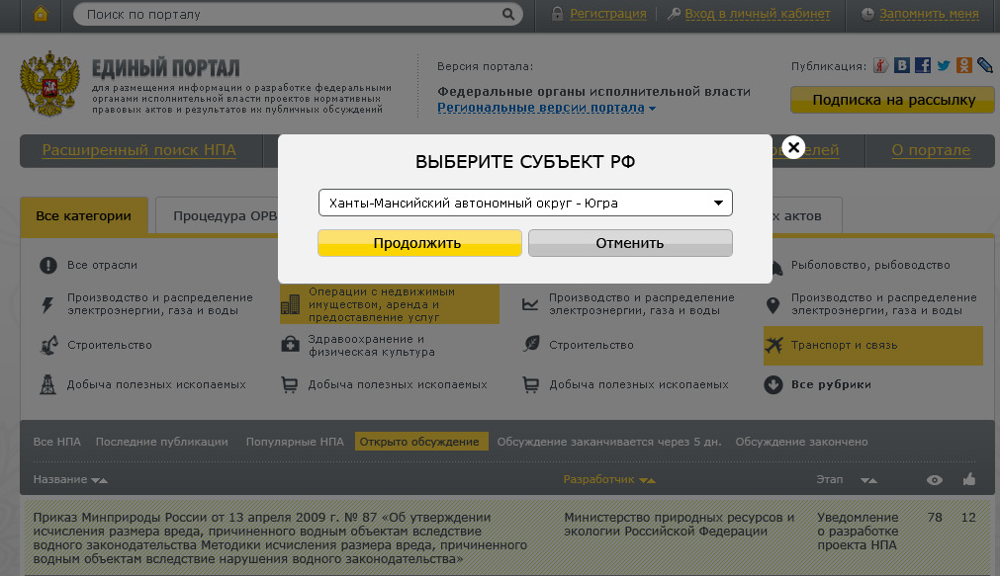 Поиск по порталу
Регистрация
Вход в личный кабинет
Запомнить меня
ЕДИНЫЙ ПОРТАЛ
для размещения информации о разработке федеральными
органами исполнительной власти проектов нормативных
правовых актов и результатов их публичных обсуждений
Версия портала:
Федеральные органы исполнительной власти
Региональные версии портала
Публикация:
Подписка на рассылку
Расширенный поиск НПА
О портале
ВЫБЕРИТЕ СУБЪЕКТ РФ
Ханты-Мансийский автономный округ - Югра
Продолжить
Отменить
Все категории
Процедура ОРВ
х актов
Все отрасли
Рыболовство, рыбоводство
Производство и распределение
электроэнергии, газа и воды
Операции с недвижимым
имуществом, аренда и
предоставление услуг
Производство и распределение
электроэнергии, газа и воды
Производство и распределение
электроэнергии, газа и воды
Строительство
Здравоохранение и
физическая культура
Строительство
Транспорт и связь
Добыча полезных ископаемых
Добыча полезных ископаемых
Добыча полезных ископаемых
Все рубрики
Все НПА
Последние публикации
Популярные НПА
Открыто обсуждение
Обсуждение заканчивается через 5 дн.
Обсуждение закончено
Название
Разработчик
Этап
Приказ Минприроды России от 13 апреля 2009 г. № 87 «Об утверждении
исчисления размера вреда, причиненного водным объектам вследствие
водного законодательства Методики исчисления размера вреда, причиненного
водным объектам вследствие нарушения водного законодательства»
Министерство природных ресурсов и
экологии Российской Федерации
Уведомление
о разработке
проекта НПА
78
12